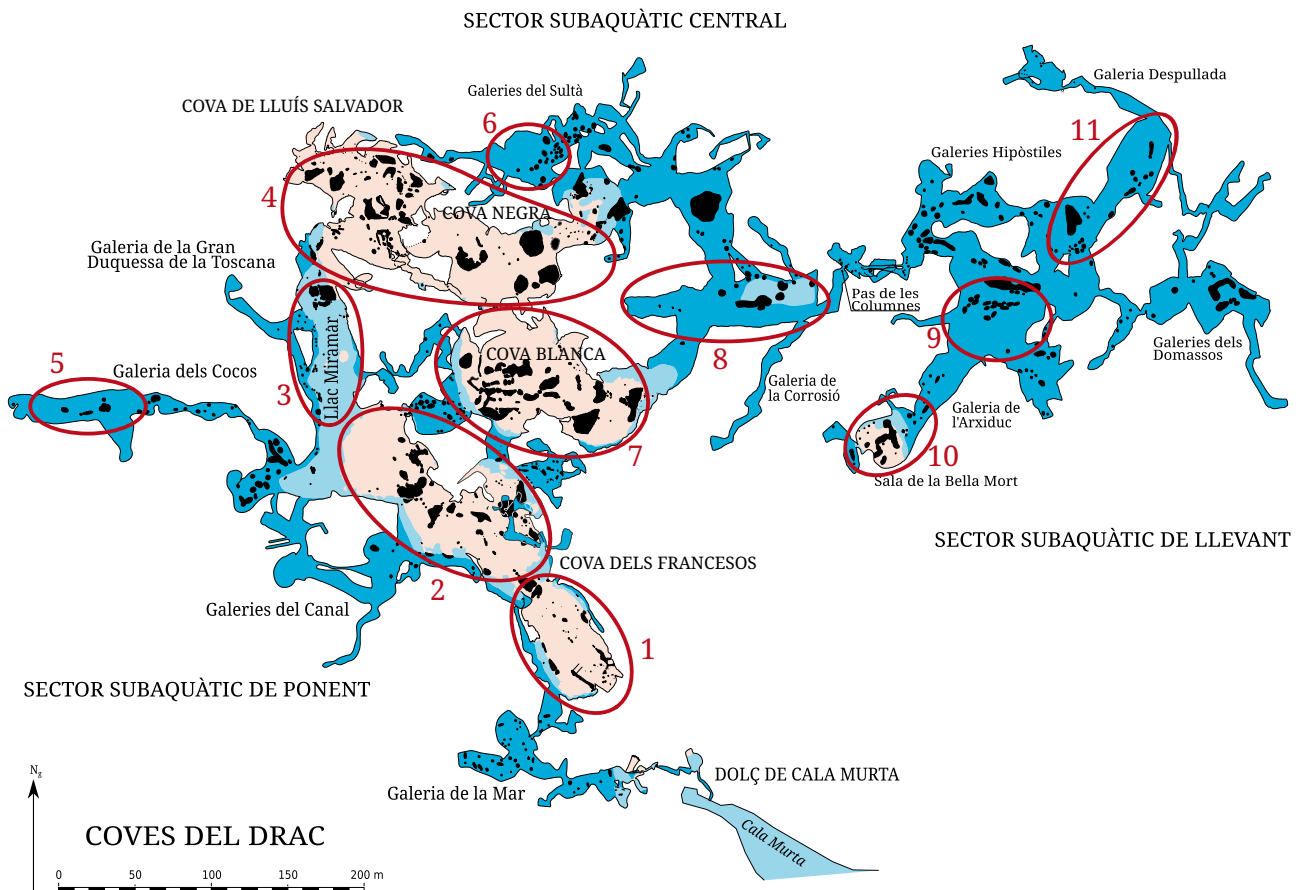 SECTOR SUBAQUÀTIC CENTRAL
Galeria Despullada
Galeries del Sultà
COVA DE LLUÍS SALVADOR
6
11
Galeries Hipòstiles
4
COVA NEGRA
Galeria de la Gran
Duquessa de la Toscana
Pas de les
Columnes
Llac Miramar
9
Galeries dels
Domassos
COVA BLANCA
8
5
Galeria dels Cocos
3
Galeria de
la Corrosió
Galeria de
l'Arxiduc
7
10
Sala de la Bella Mort
SECTOR SUBAQUÀTIC DE LLEVANT
COVA DELS FRANCESOS
2
Galeries del Canal
1
SECTOR SUBAQUÀTIC DE PONENT
Ng
DOLÇ DE CALA MURTA
Galeria de la Mar
Cala Murta
COVES DEL DRAC
0 50 100 150 200 m